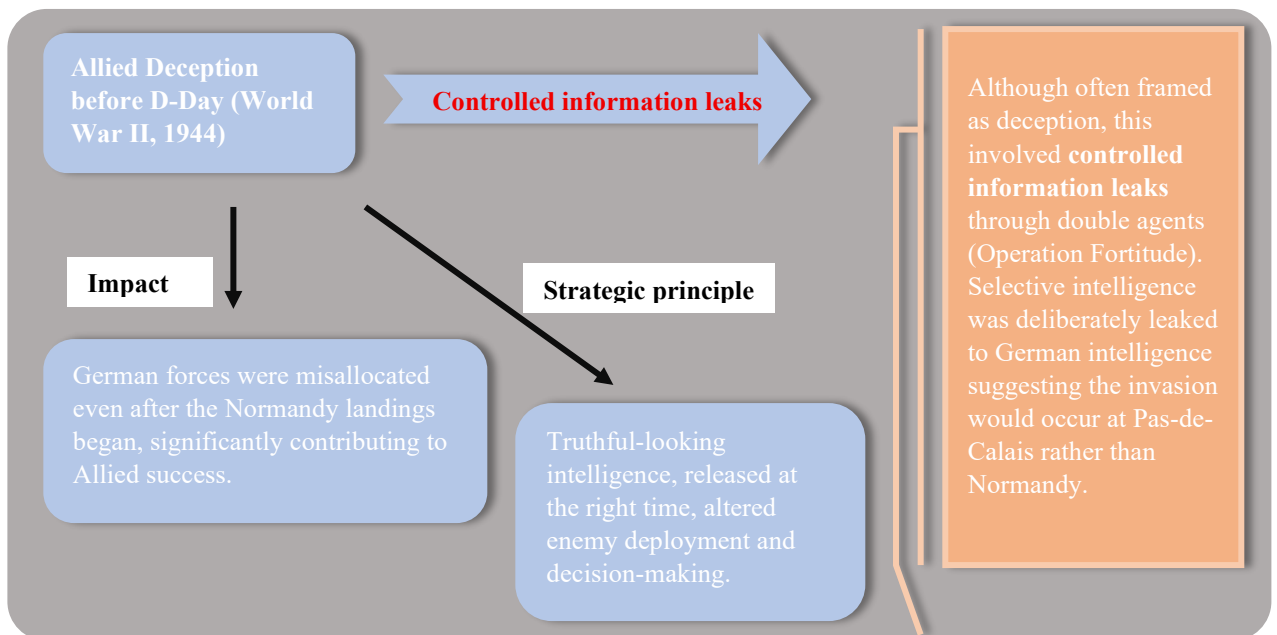 Allied Deception
before D-Day (World
War II, 1944)
Controlled information leaks
Although often framed
as deception, this
involved controlled
information leaks
through double agents
(Operation Fortitude).
Selective intelligence
was deliberately leaked
to German intelligence
suggesting the invasion
would occur at Pas-de-
Calais rather than
Normandy.
Impact
Strategic principle
German forces were misallocated
even after the Normandy landings
began, significantly contributing to
Allied success.
Truthful-looking
intelligence, released at
the right time, altered
enemy deployment and
decision-making.